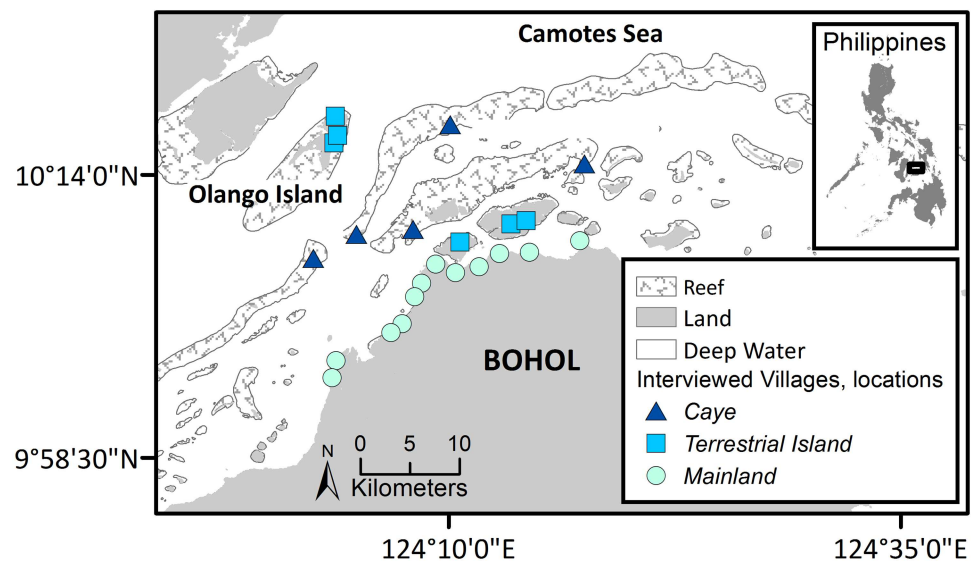 Camotes Sea
Philippines
10°14'0"N
Olango Island
Reef
Land
Deep Water
BOHOL
Interviewed Villages, locations
Caye
Terrestrial Island
Mainland
9°58'30"N
N
0 5 10
Kilometers
124°10'0"E
124°35'0"E